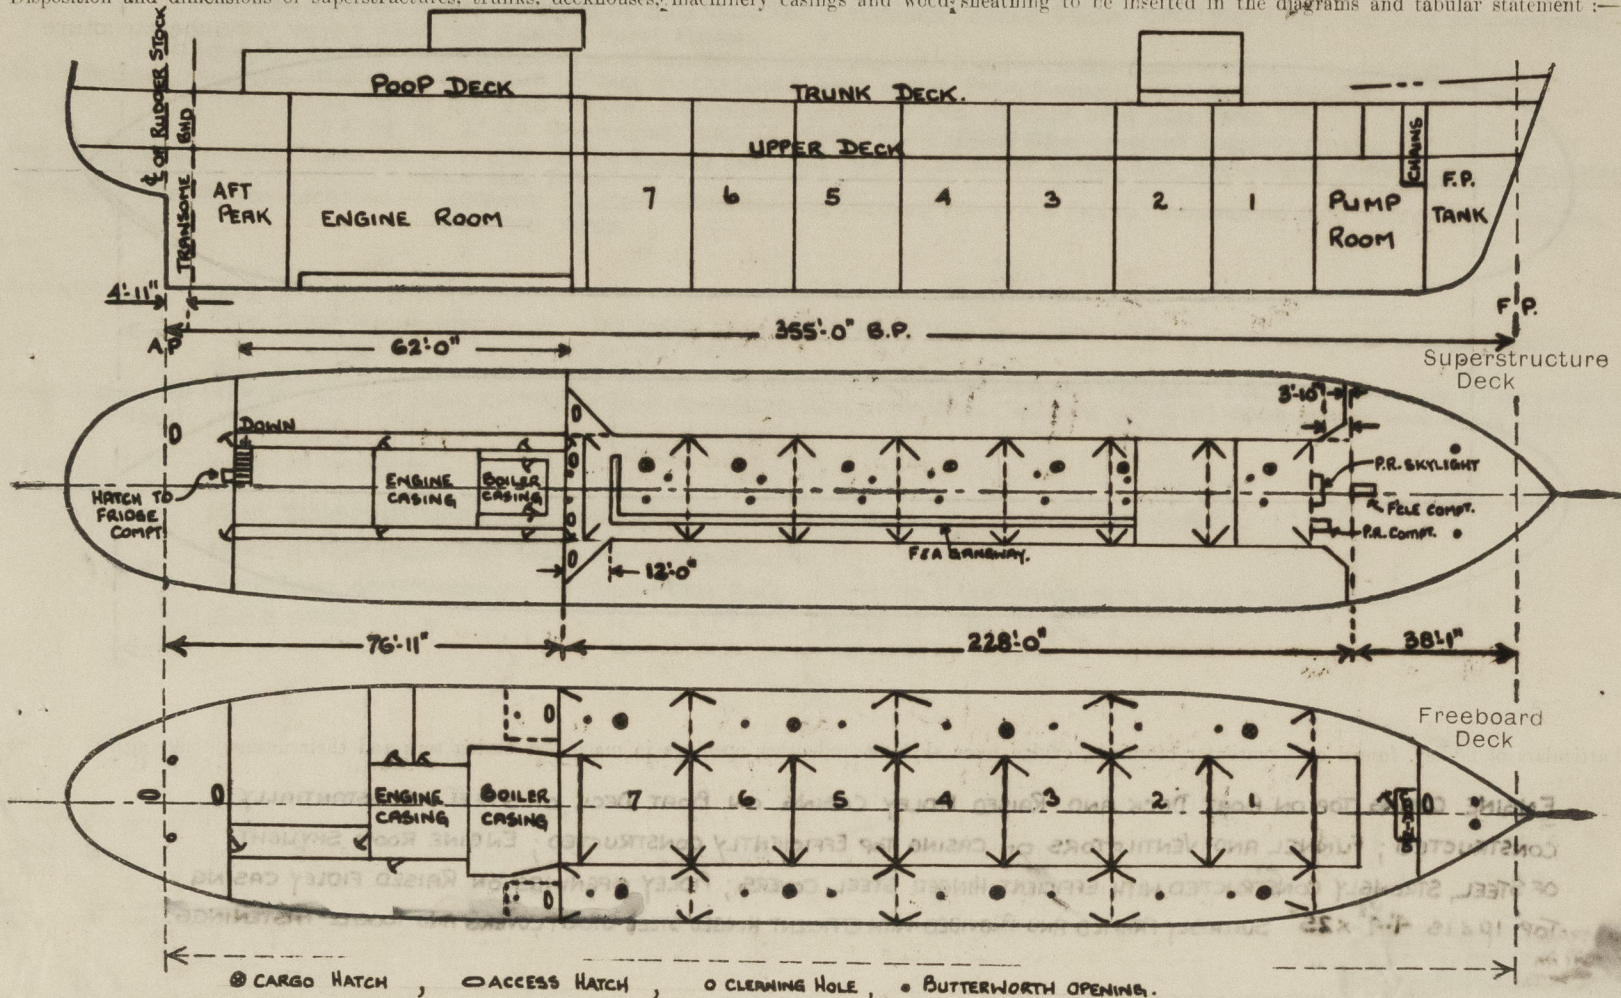 Disposition and dimensions of superstructures, trunks, deckhouses, machinery casings and wood sheathing to be inserted in the diagrams and tabular statement :—
℄ OF RUDDER STOCK
TRANSOME BHD
POOP DECK
TRUNK DECK.
UPPER DECK
AFT
PEAK
ENGINE ROOM
7 6 5 4 3 2 1
PUMP
ROOM
CHAINS
F.P.
TANK
4'-11"
A.P.
355'-0" B.P.
F.P.
62'-0"
Superstructure
Deck
3'-10"
DOWN
HATCH TO
FRIDGE
COMPT
ENGINE
CASING
BOILER
CASING
P.R. SKYLIGHT
FCLE COMPT.
P.R. COMPT.
F & A GANGWAY.
12'-0"
76'-11"
228'-0"
38'-1"
Freeboard
Deck
ENGINE
CASING
BOILER
CASING
7 6 5 4 3 2 1
CARGO HATCH , ACCESS HATCH , CLEANING HOLE , BUTTERWORTH OPENING.